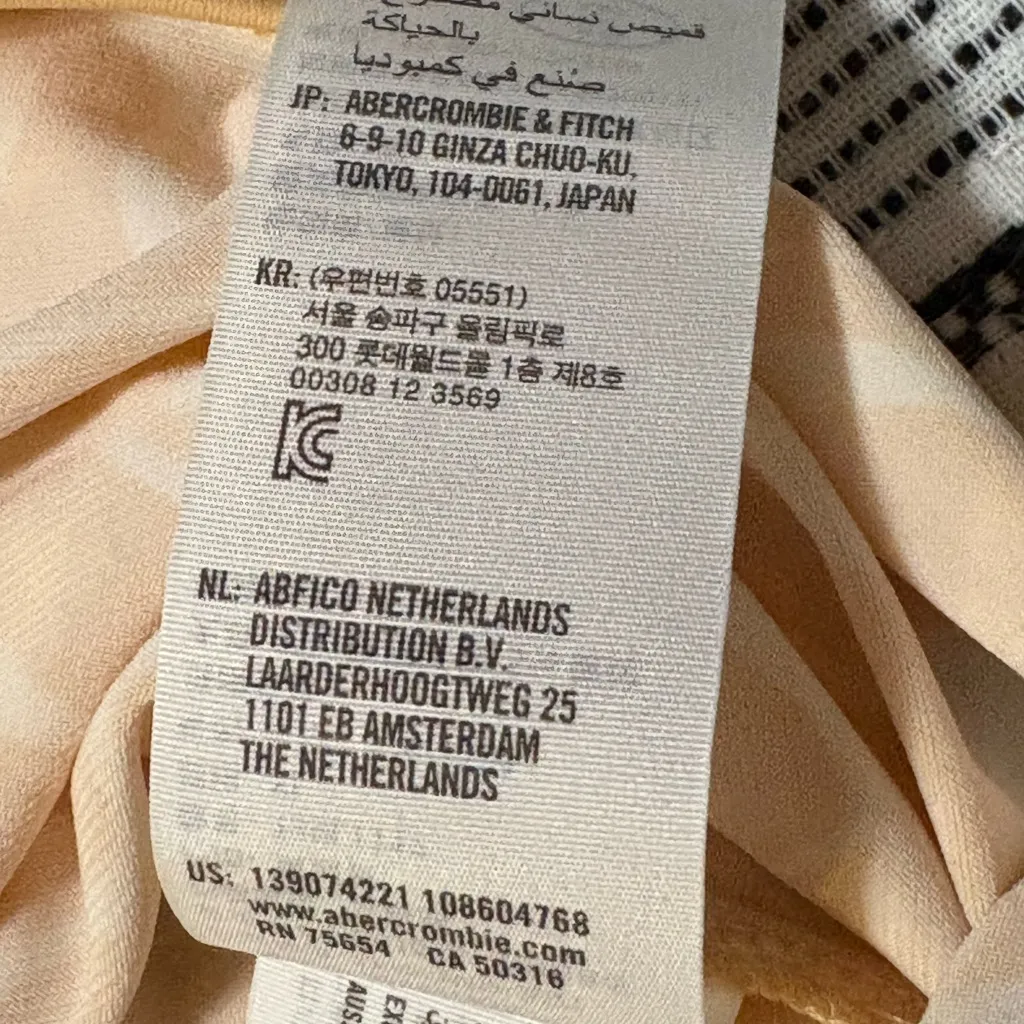 قميص نسائي
بالحياكة
صُنع في كمبوديا
JP: ABERCROMBIE & FITCH
6-9-10 GINZA CHUO-KU,
TOKYO, 104-0061, JAPAN
KR: (우편번호 05551)
서울 송파구 올림픽로
300 롯데월드몰 1층 제8호
00308 12 3569
NL: ABFICO NETHERLANDS
DISTRIBUTION B.V.
LAARDERHOOGTWEG 25
1101 EB AMSTERDAM
THE NETHERLANDS
US: 139074221 108604768
www.abercrombie.com
RN 75654 CA 50316